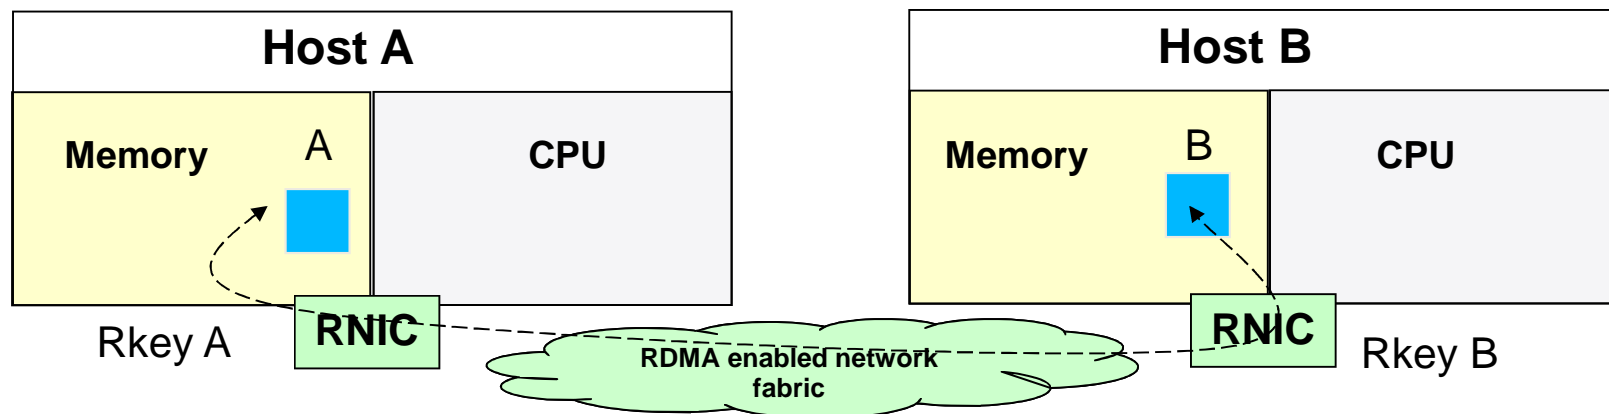 Host A
Host B
Memory
A
CPU
Memory
B
CPU
Rkey A
RNIC
RDMA enabled network
fabric
RNIC
Rkey B